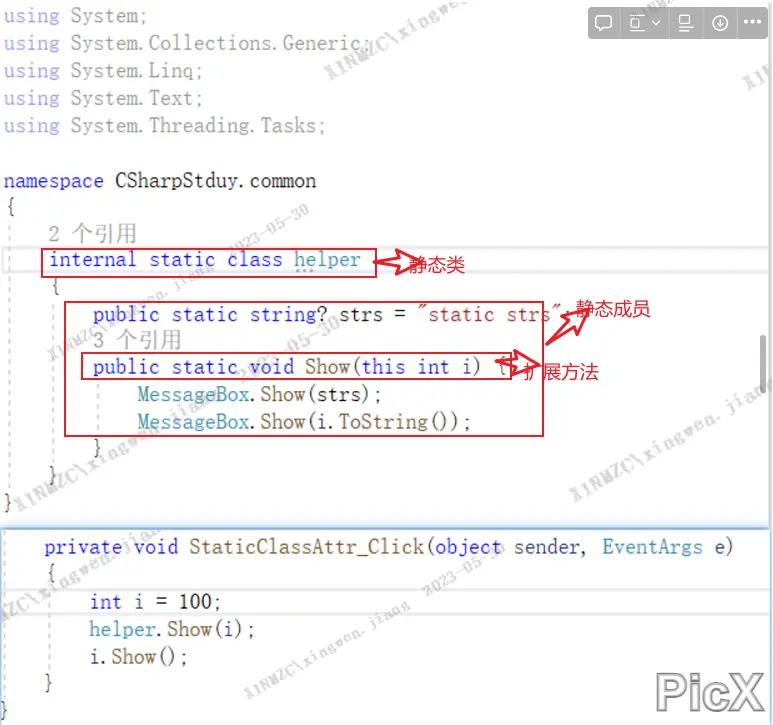 using System;
using System.Collections.Generic;
using System.Linq;
using System.Text;
using System.Threading.Tasks;
namespace CSharpStduy.common
{
2 个引用
internal static class helper
静态类
{
public static string? strs = "static strs";
静态成员
3 个引用
public static void Show(this int i) {
扩展方法
MessageBox.Show(strs);
MessageBox.Show(i.ToString());
}
}
}
private void StaticClassAttr_Click(object sender, EventArgs e)
{
int i = 100;
helper.Show(i);
i.Show();
}
}
XINWZC\xingwen.jiang 2023-05-30
PicX